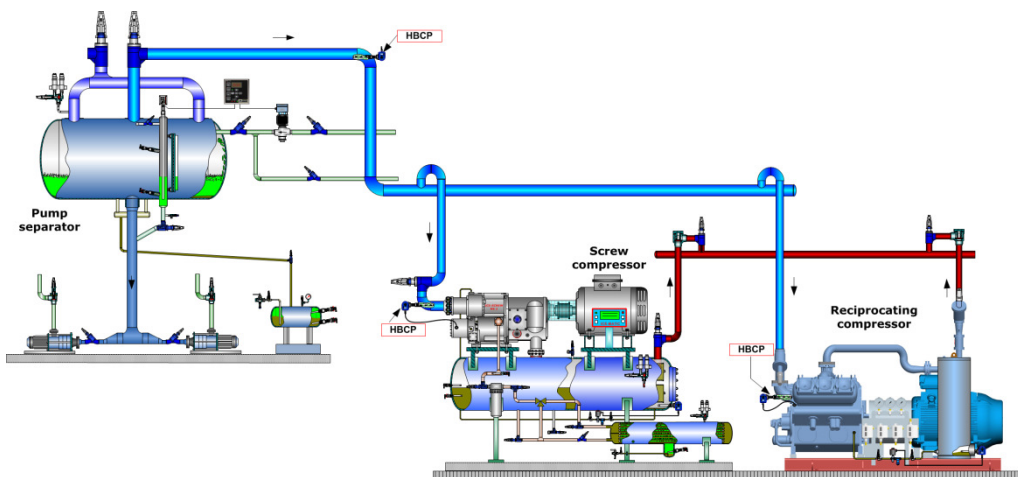 HBCP
Pump
separator
Screw
compressor
HBCP
Reciprocating
compressor
HBCP